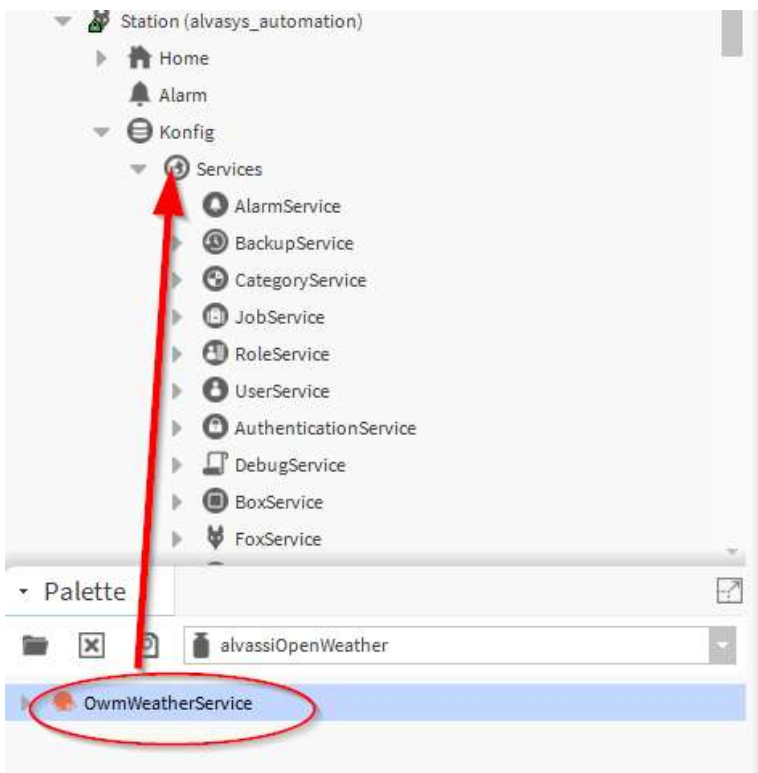 Station (alvasys_automation)
Home
Alarm
Konfig
Services
AlarmService
BackupService
CategoryService
JobService
RoleService
UserService
AuthenticationService
DebugService
BoxService
FoxService
Palette
alvassiOpenWeather
OwmWeatherService